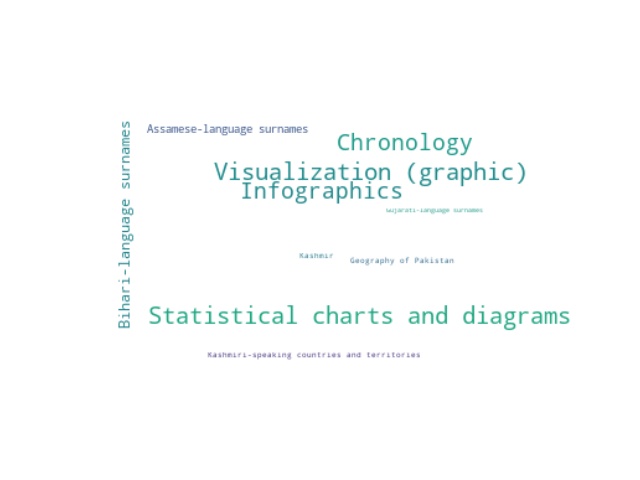 Assamese-language surnames
Chronology
Visualization (graphic)
Infographics
Bihari-language surnames
Gujarati-language surnames
Kashmir
Geography of Pakistan
Statistical charts and diagrams
Kashmiri-speaking countries and territories